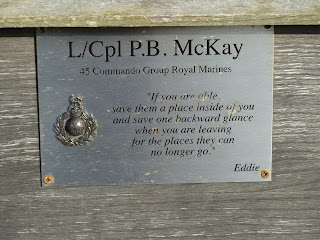 L/Cpl P.B. McKay
45 Commando Group Royal Marines
"If you are able
save them a place inside of you
and save one backward glance
when you are leaving
for the places they can
no longer go."
Eddie